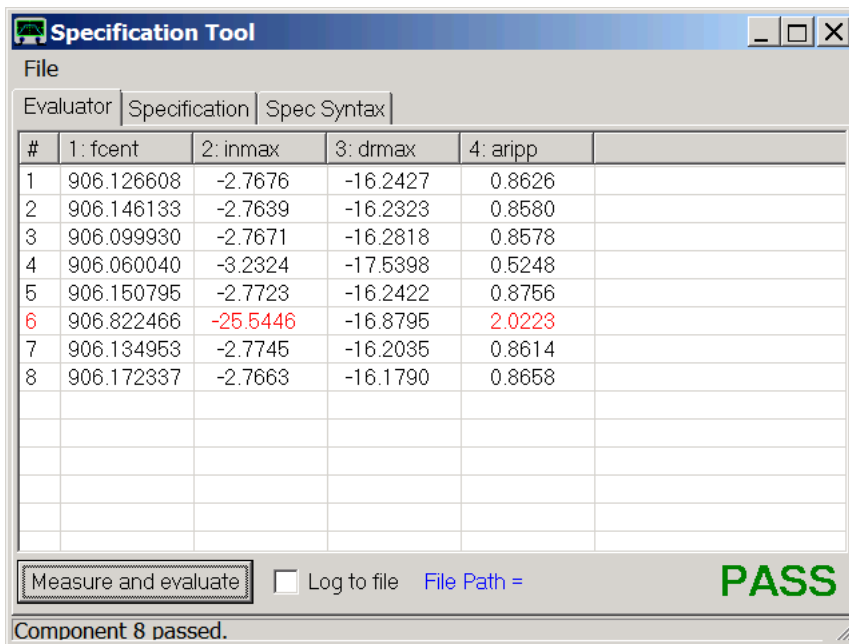 Specification Tool
File
Evaluator Specification Spec Syntax
# 1: fcent 2: inmax 3: drmax 4: aripp
1 906.126608 -2.7676 -16.2427 0.8626
2 906.146133 -2.7639 -16.2323 0.8580
3 906.099930 -2.7671 -16.2818 0.8578
4 906.060040 -3.2324 -17.5398 0.5248
5 906.150795 -2.7723 -16.2422 0.8756
6 906.822466 -25.5446 -16.8795 2.0223
7 906.134953 -2.7745 -16.2035 0.8614
8 906.172337 -2.7663 -16.1790 0.8658
Measure and evaluate Log to file File Path = PASS
Component 8 passed.